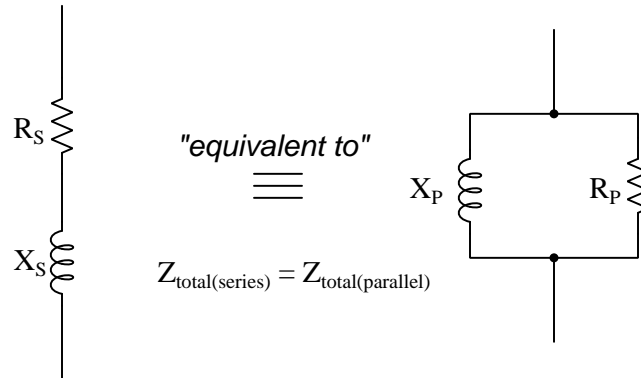 R_S
"equivalent to"
X_P
R_P
X_S
Z_total(series) = Z_total(parallel)